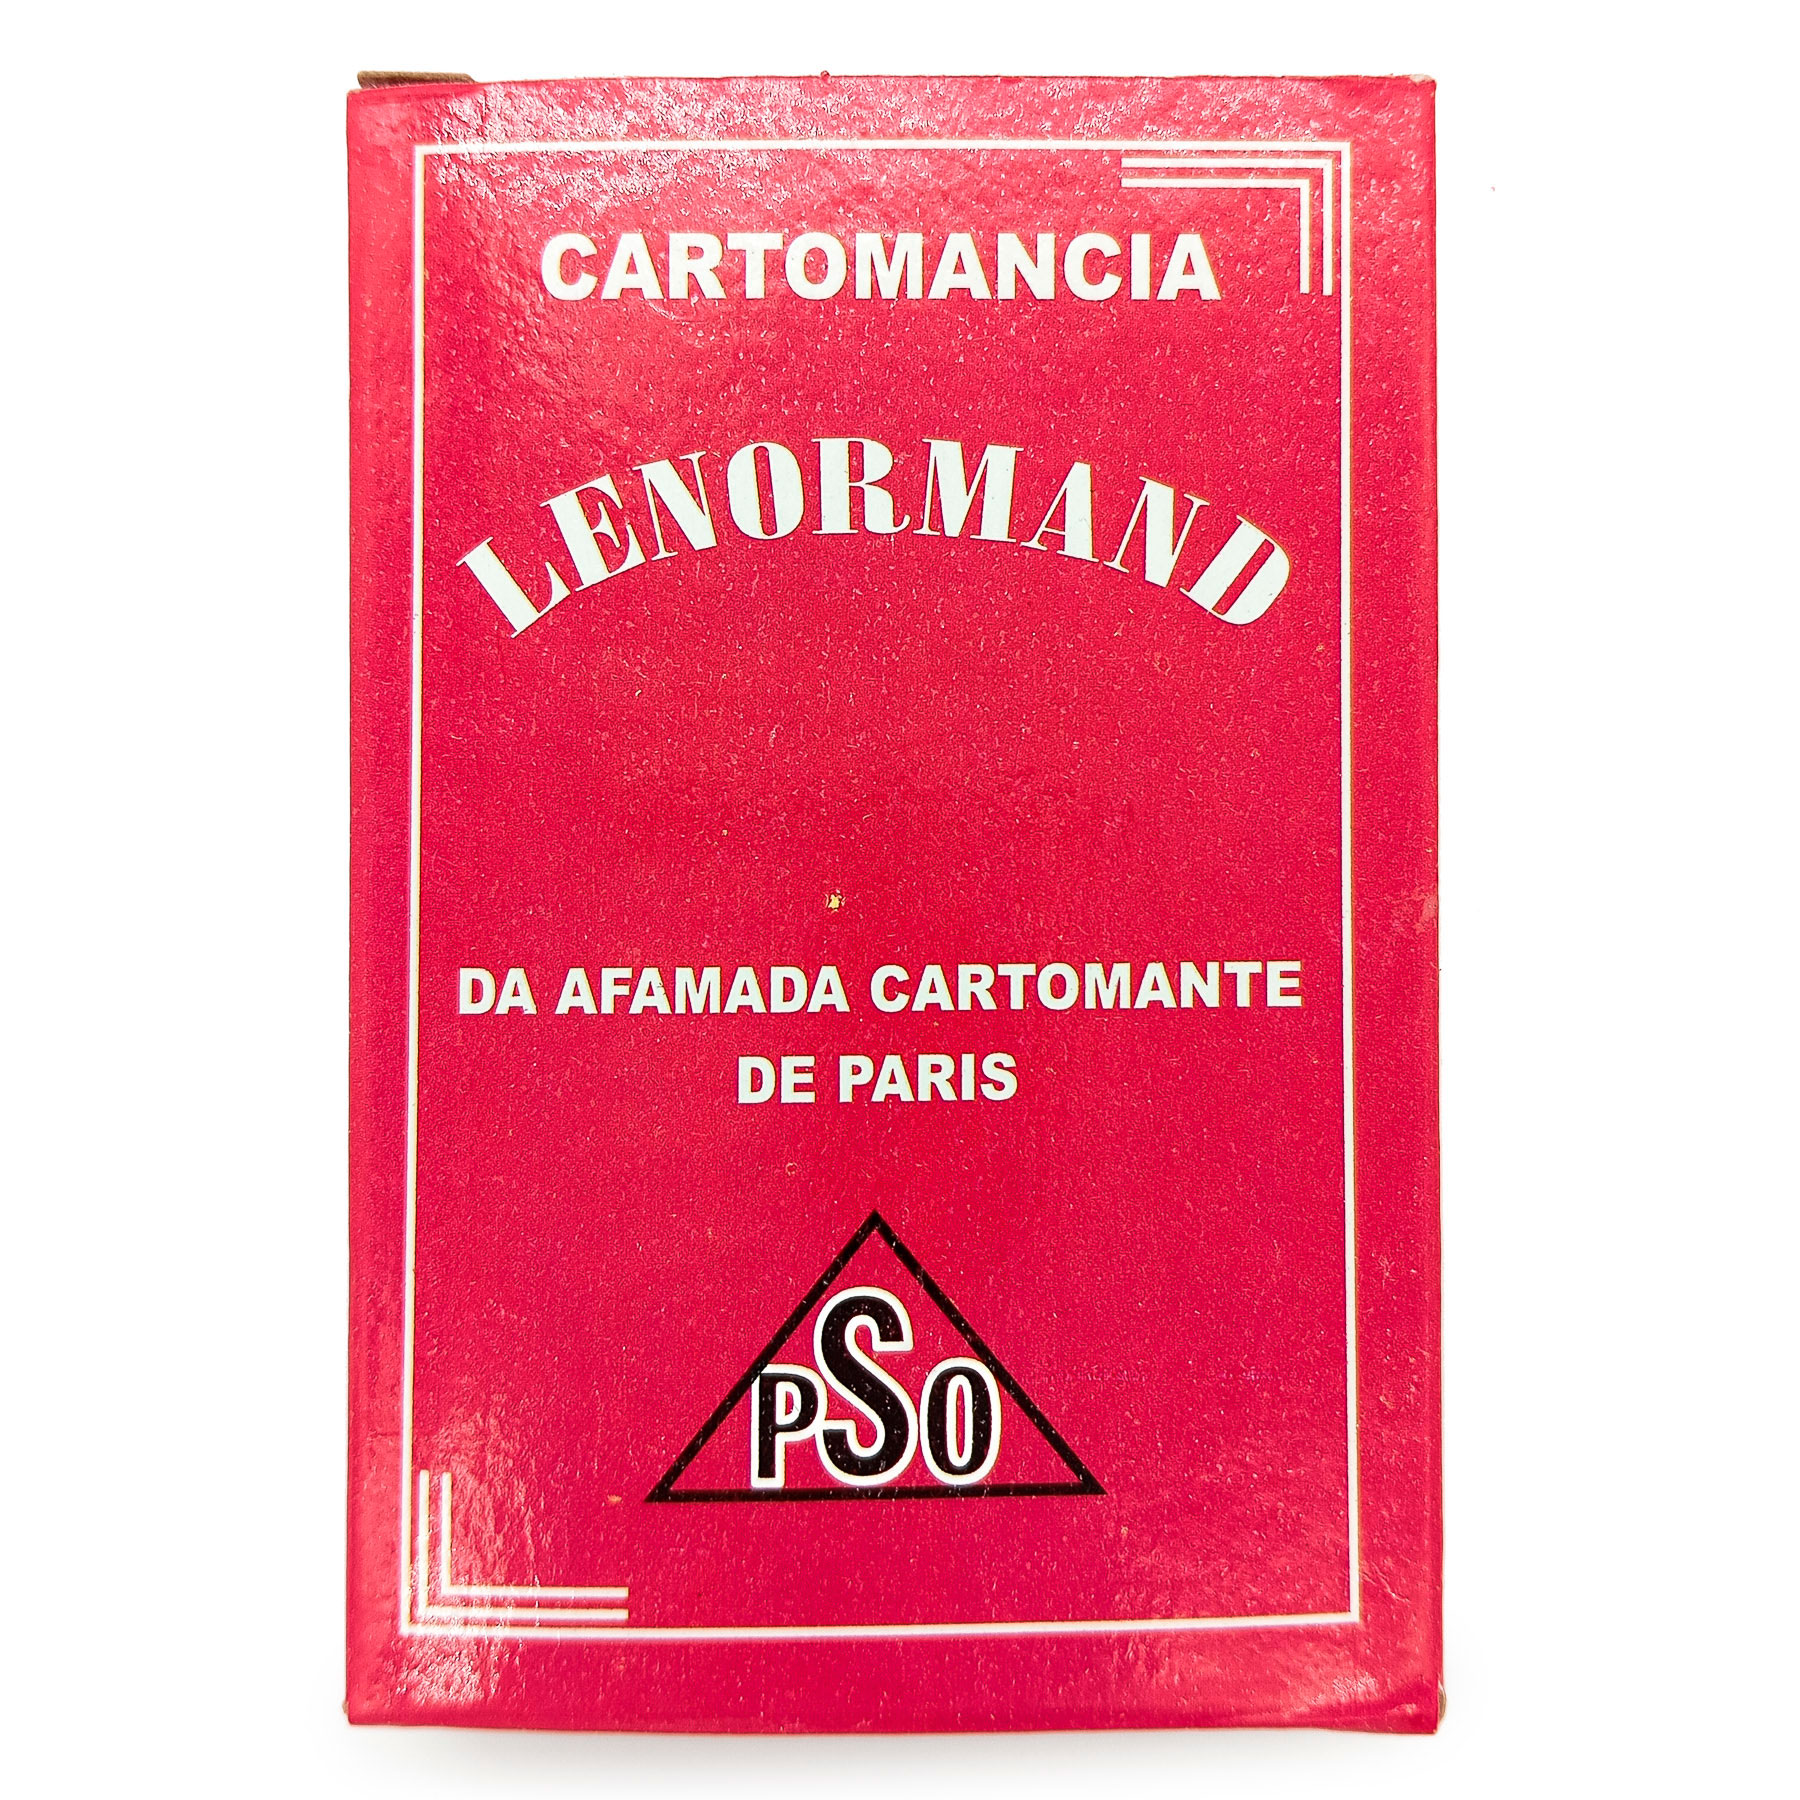 CARTOMANCIA
LENORMAND
DA AFAMADA CARTOMANTE
DE PARIS
PSO